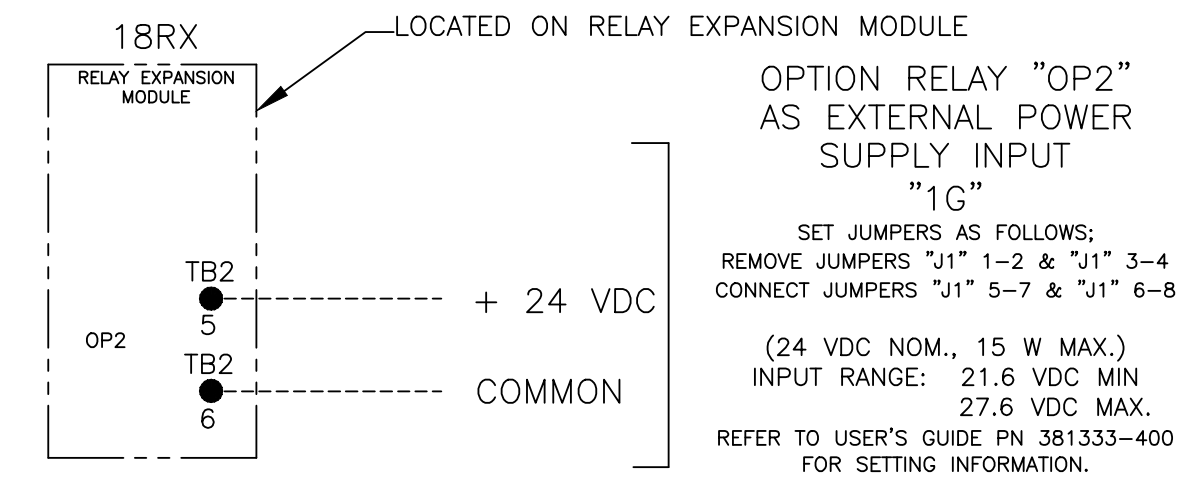 18RX
LOCATED ON RELAY EXPANSION MODULE
RELAY EXPANSION
MODULE
TB2
5
+ 24 VDC
OP2
TB2
6
COMMON
OPTION RELAY "OP2"
AS EXTERNAL POWER
SUPPLY INPUT
"1G"
SET JUMPERS AS FOLLOWS;
REMOVE JUMPERS "J1" 1-2 & "J1" 3-4
CONNECT JUMPERS "J1" 5-7 & "J1" 6-8
(24 VDC NOM., 15 W MAX.)
INPUT RANGE: 21.6 VDC MIN
27.6 VDC MAX.
REFER TO USER'S GUIDE PN 381333-400
FOR SETTING INFORMATION.